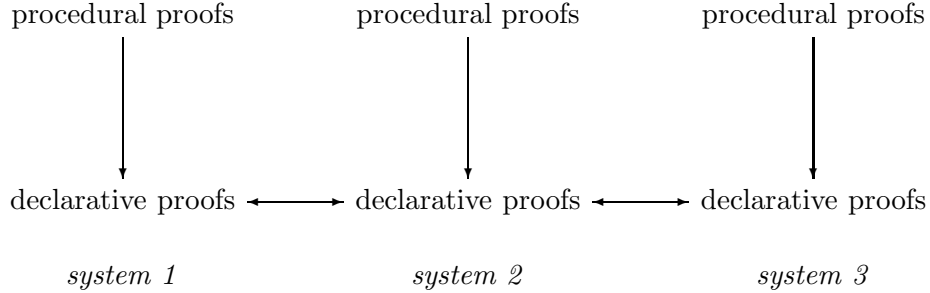 procedural proofs procedural proofs procedural proofs
declarative proofs declarative proofs declarative proofs
system 1 system 2 system 3